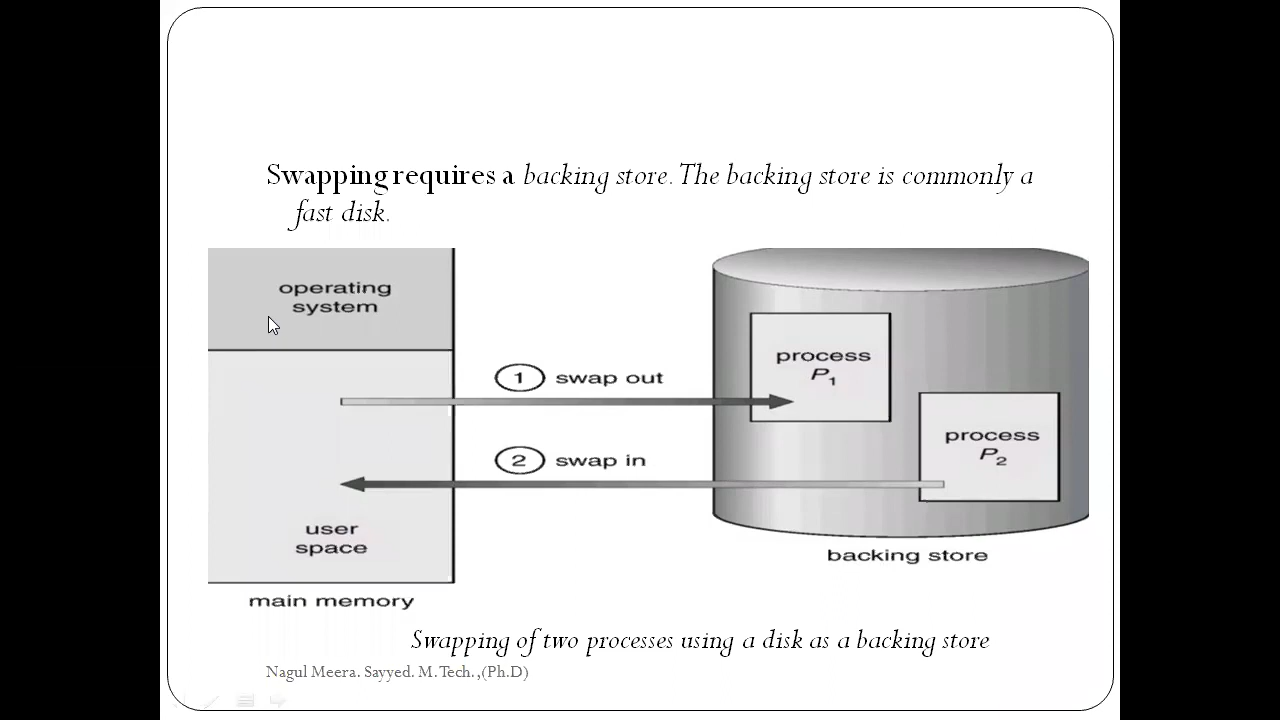 Swapping requires a backing store. The backing store is commonly a
fast disk.
operating
system
1 swap out
process
P1
2 swap in
process
P2
user
space
backing store
main memory
Swapping of two processes using a disk as a backing store
Nagul Meera. Sayyed. M. Tech.,(Ph.D)